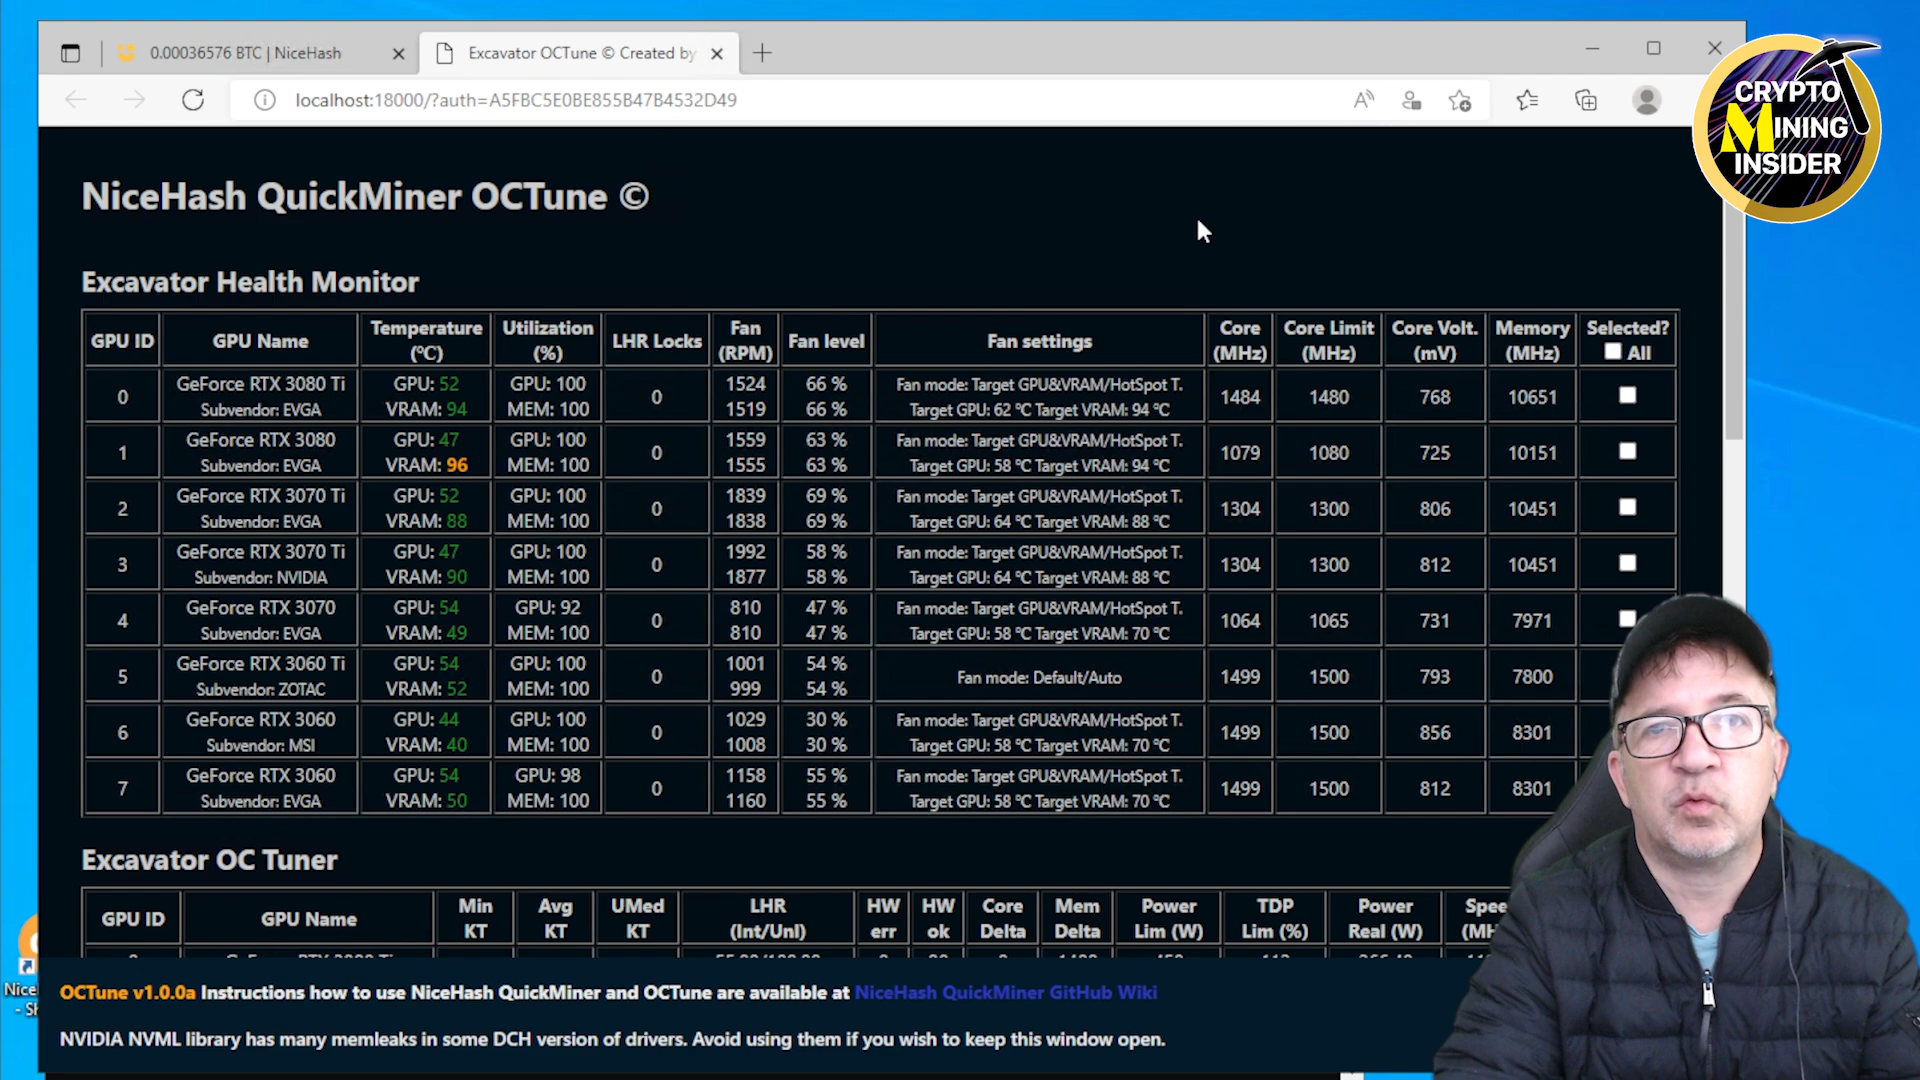 0.00036576 BTC | NiceHash
Excavator OCTune © Created by
localhost:18000/?auth=A5FBC5E0BE855B47B4532D49
CRYPTO
MINING
INSIDER
NiceHash QuickMiner OCTune ©
Excavator Health Monitor
GPU ID GPU Name Temperature (°C) Utilization (%) LHR Locks Fan (RPM) Fan level Fan settings Core (MHz) Core Limit (MHz) Core Volt. (mV) Memory (MHz) Selected? All
0 GeForce RTX 3080 Ti GPU: 52 GPU: 100 0 1524 66 % Fan mode: Target GPU&VRAM/HotSpot T. 1484 1480 768 10651
Subvendor: EVGA VRAM: 94 MEM: 100 1519 66 % Target GPU: 62 °C Target VRAM: 94 °C
1 GeForce RTX 3080 GPU: 47 GPU: 100 0 1559 63 % Fan mode: Target GPU&VRAM/HotSpot T. 1079 1080 725 10151
Subvendor: EVGA VRAM: 96 MEM: 100 1555 63 % Target GPU: 58 °C Target VRAM: 94 °C
2 GeForce RTX 3070 Ti GPU: 52 GPU: 100 0 1839 69 % Fan mode: Target GPU&VRAM/HotSpot T. 1304 1300 806 10451
Subvendor: EVGA VRAM: 88 MEM: 100 1838 69 % Target GPU: 64 °C Target VRAM: 88 °C
3 GeForce RTX 3070 Ti GPU: 47 GPU: 100 0 1992 58 % Fan mode: Target GPU&VRAM/HotSpot T. 1304 1300 812 10451
Subvendor: NVIDIA VRAM: 90 MEM: 100 1877 58 % Target GPU: 64 °C Target VRAM: 88 °C
4 GeForce RTX 3070 GPU: 54 GPU: 92 0 810 47 % Fan mode: Target GPU&VRAM/HotSpot T. 1064 1065 731 7971
Subvendor: EVGA VRAM: 49 MEM: 100 810 47 % Target GPU: 58 °C Target VRAM: 70 °C
5 GeForce RTX 3060 Ti GPU: 54 GPU: 100 0 1001 54 % Fan mode: Default/Auto 1499 1500 793 7800
Subvendor: ZOTAC VRAM: 52 MEM: 100 999 54 %
6 GeForce RTX 3060 GPU: 44 GPU: 100 0 1029 30 % Fan mode: Target GPU&VRAM/HotSpot T. 1499 1500 856 8301
Subvendor: MSI VRAM: 40 MEM: 100 1008 30 % Target GPU: 58 °C Target VRAM: 70 °C
7 GeForce RTX 3060 GPU: 54 GPU: 98 0 1158 55 % Fan mode: Target GPU&VRAM/HotSpot T. 1499 1500 812 8301
Subvendor: EVGA VRAM: 50 MEM: 100 1160 55 % Target GPU: 58 °C Target VRAM: 70 °C
Excavator OC Tuner
GPU ID GPU Name Min KT Avg KT UMed KT LHR (Int/Unl) HW err HW ok Core Delta Mem Delta Power Lim (W) TDP Lim (%) Power Real (W)
OCTune v1.0.0a Instructions how to use NiceHash QuickMiner and OCTune are available at NiceHash QuickMiner GitHub Wiki
NVIDIA NVML library has many memleaks in some DCH version of drivers. Avoid using them if you wish to keep this window open.